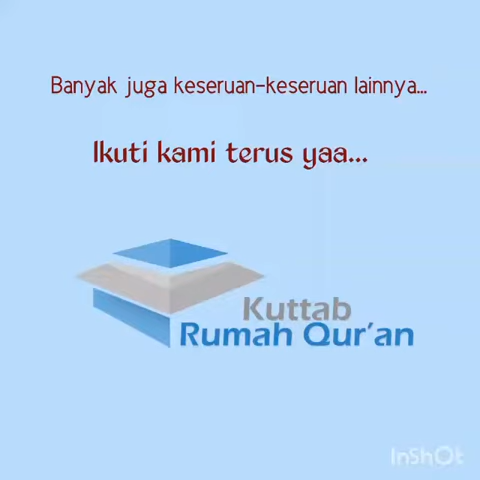 Banyak juga keseruan-keseruan lainnya...
Ikuti kami terus yaa...
Kuttab
Rumah Qur'an
InShOt